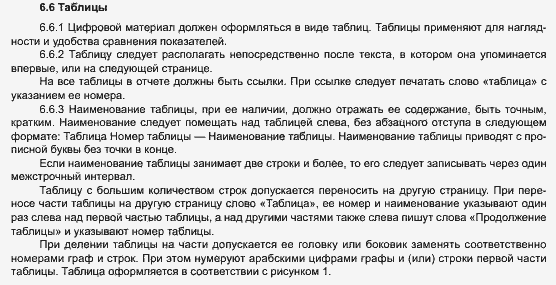 6.6 Таблицы
6.6.1 Цифровой материал должен оформляться в виде таблиц. Таблицы применяют для нагляд-
ности и удобства сравнения показателей.
6.6.2 Таблицу следует располагать непосредственно после текста, в котором она упоминается
впервые, или на следующей странице.
На все таблицы в отчете должны быть ссылки. При ссылке следует печатать слово «таблица» с
указанием ее номера.
6.6.3 Наименование таблицы, при ее наличии, должно отражать ее содержание, быть точным,
кратким. Наименование следует помещать над таблицей слева, без абзацного отступа в следующем
формате: Таблица Номер таблицы — Наименование таблицы. Наименование таблицы приводят с про-
писной буквы без точки в конце.
Если наименование таблицы занимает две строки и более, то его следует записывать через один
межстрочный интервал.
Таблицу с большим количеством строк допускается переносить на другую страницу. При пере-
носе части таблицы на другую страницу слово «Таблица», ее номер и наименование указывают один
раз слева над первой частью таблицы, а над другими частями также слева пишут слова «Продолжение
таблицы» и указывают номер таблицы.
При делении таблицы на части допускается ее головку или боковик заменять соответственно
номерами граф и строк. При этом нумеруют арабскими цифрами графы и (или) строки первой части
таблицы. Таблица оформляется в соответствии с рисунком 1.